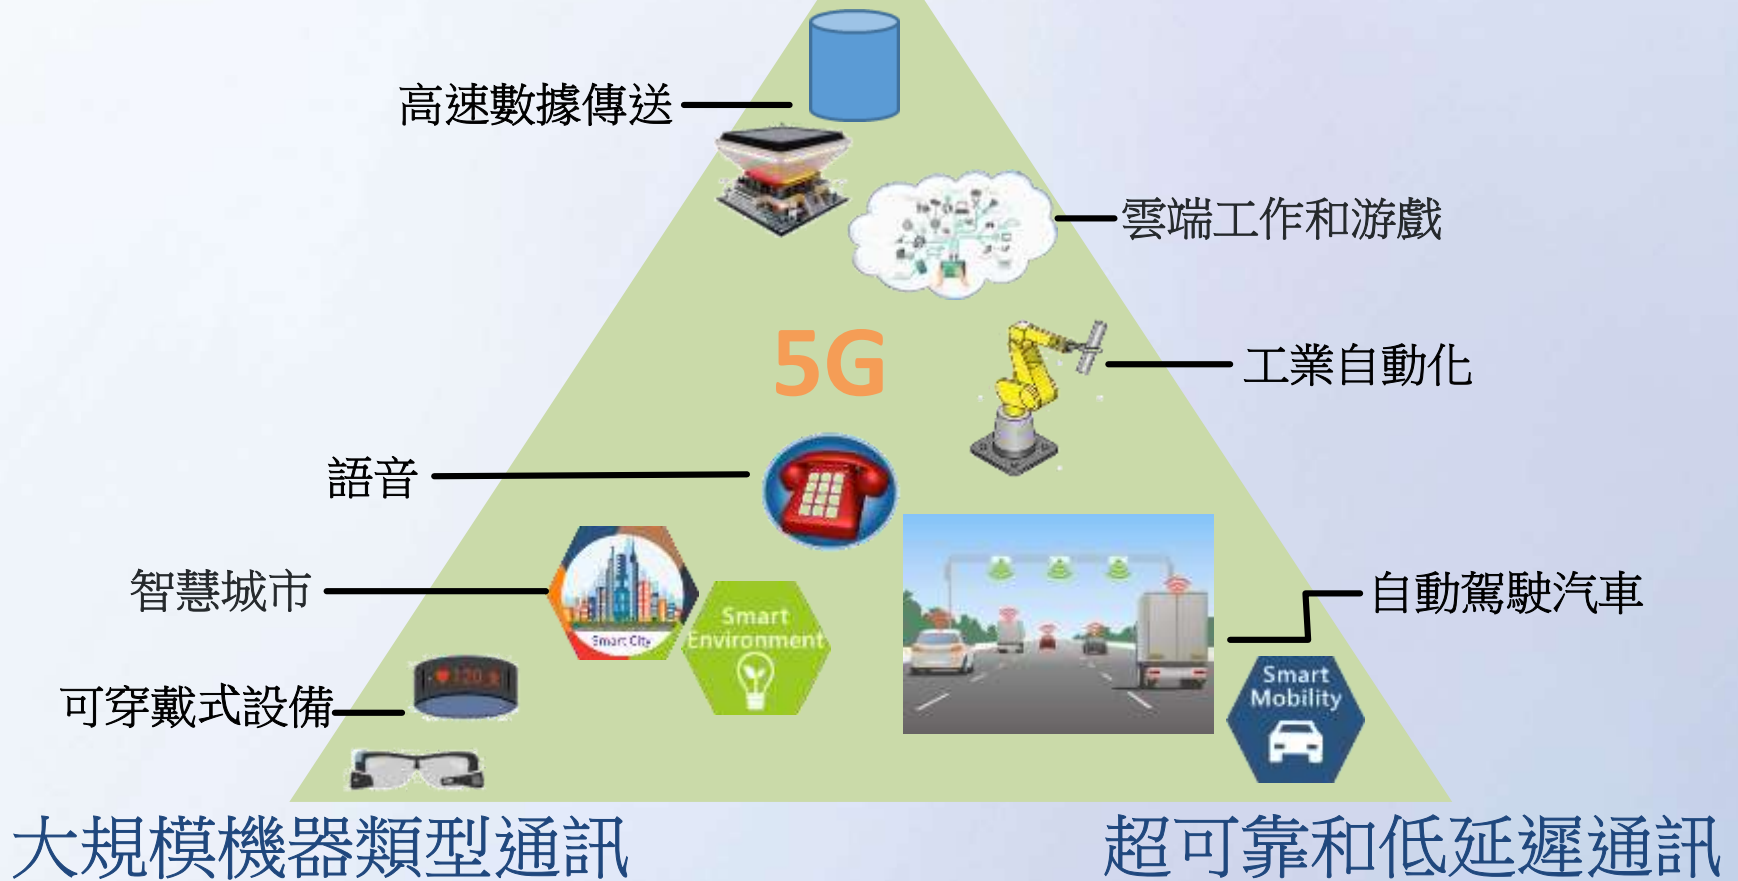 高速數據傳送
雲端工作和游戲
5G
工業自動化
語音
智慧城市
Smart City
Smart
Environment
自動駕駛汽車
Smart
Mobility
可穿戴式設備
120
大規模機器類型通訊
超可靠和低延遲通訊